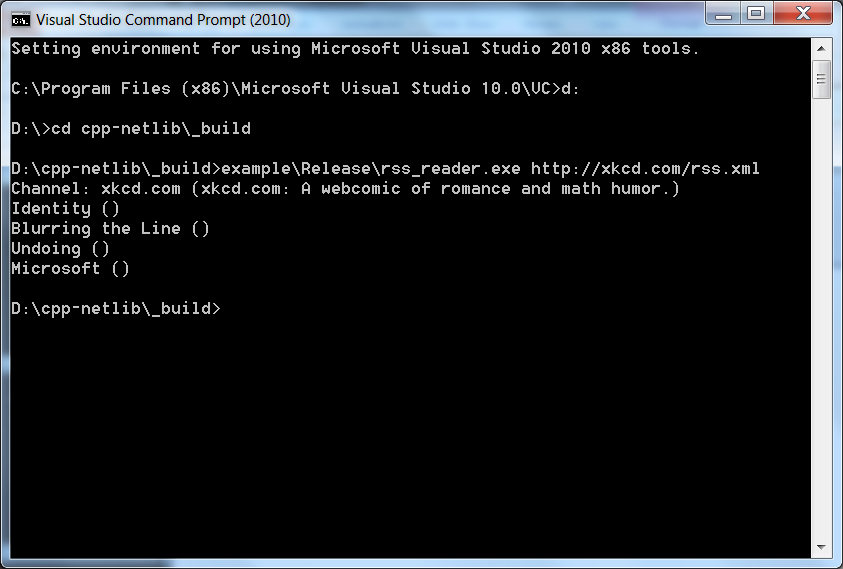 Visual Studio Command Prompt (2010)
Setting environment for using Microsoft Visual Studio 2010 x86 tools.
C:\Program Files (x86)\Microsoft Visual Studio 10.0\VC>d:
D:\>cd cpp-netlib\_build
D:\cpp-netlib\_build>example\Release\rss_reader.exe http://xkcd.com/rss.xml
Channel: xkcd.com (xkcd.com: A webcomic of romance and math humor.)
Identity ()
Blurring the Line ()
Undoing ()
Microsoft ()
D:\cpp-netlib\_build>